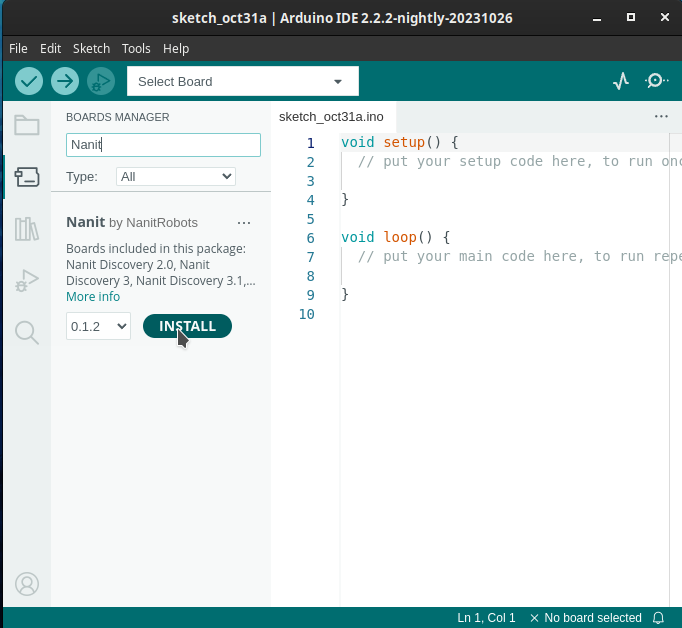 sketch_oct31a | Arduino IDE 2.2.2-nightly-20231026
File Edit Sketch Tools Help
Select Board
BOARDS MANAGER
Nanit
Type: All
Nanit by NanitRobots
Boards included in this package:
Nanit Discovery 2.0, Nanit
Discovery 3, Nanit Discovery 3.1,...
More info
0.1.2 INSTALL
sketch_oct31a.ino
1 void setup() {
2 // put your setup code here, to run onc
3
4 }
5
6 void loop() {
7 // put your main code here, to run repe
8
9 }
10
Ln 1, Col 1 No board selected